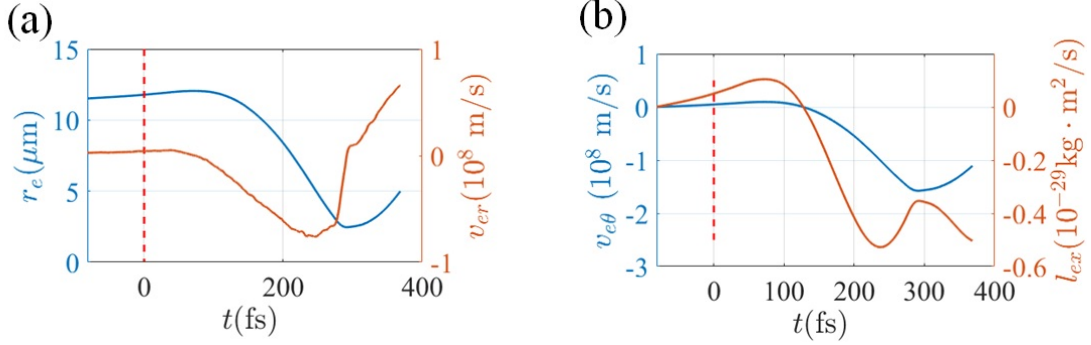 (a)
15
10
5
0
r_e(μm)
1
0
-1
v_er(10^8 m/s)
0 200 400
t(fs)
(b)
1
0
-1
-2
-3
v_eθ (10^8 m/s)
0
-0.2
-0.4
-0.6
l_ex(10^-29 kg · m^2/s)
0 100 200 300 400
t(fs)